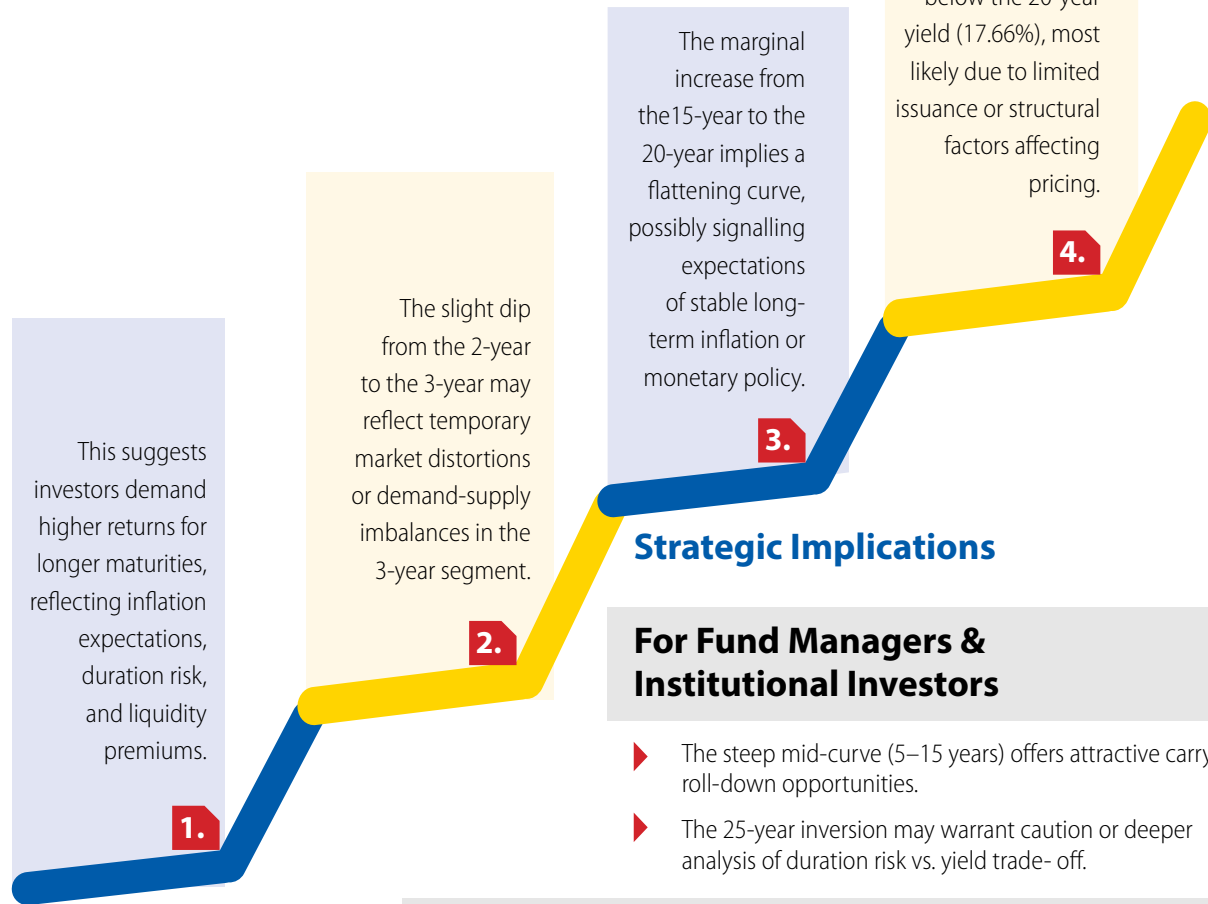 This suggests
investors demand
higher returns for
longer maturities,
reflecting inflation
expectations,
duration risk,
and liquidity
premiums.
1.
The slight dip
from the 2-year
to the 3-year may
reflect temporary
market distortions
or demand-supply
imbalances in the
3-year segment.
2.
The marginal
increase from
the15-year to the
20-year implies a
flattening curve,
possibly signalling
expectations
of stable long-
term inflation or
monetary policy.
3.
below the 20-year
yield (17.66%), most
likely due to limited
issuance or structural
factors affecting
pricing.
4.
Strategic Implications
For Fund Managers &
Institutional Investors
The steep mid-curve (5–15 years) offers attractive carry
roll-down opportunities.
The 25-year inversion may warrant caution or deeper
analysis of duration risk vs. yield trade- off.